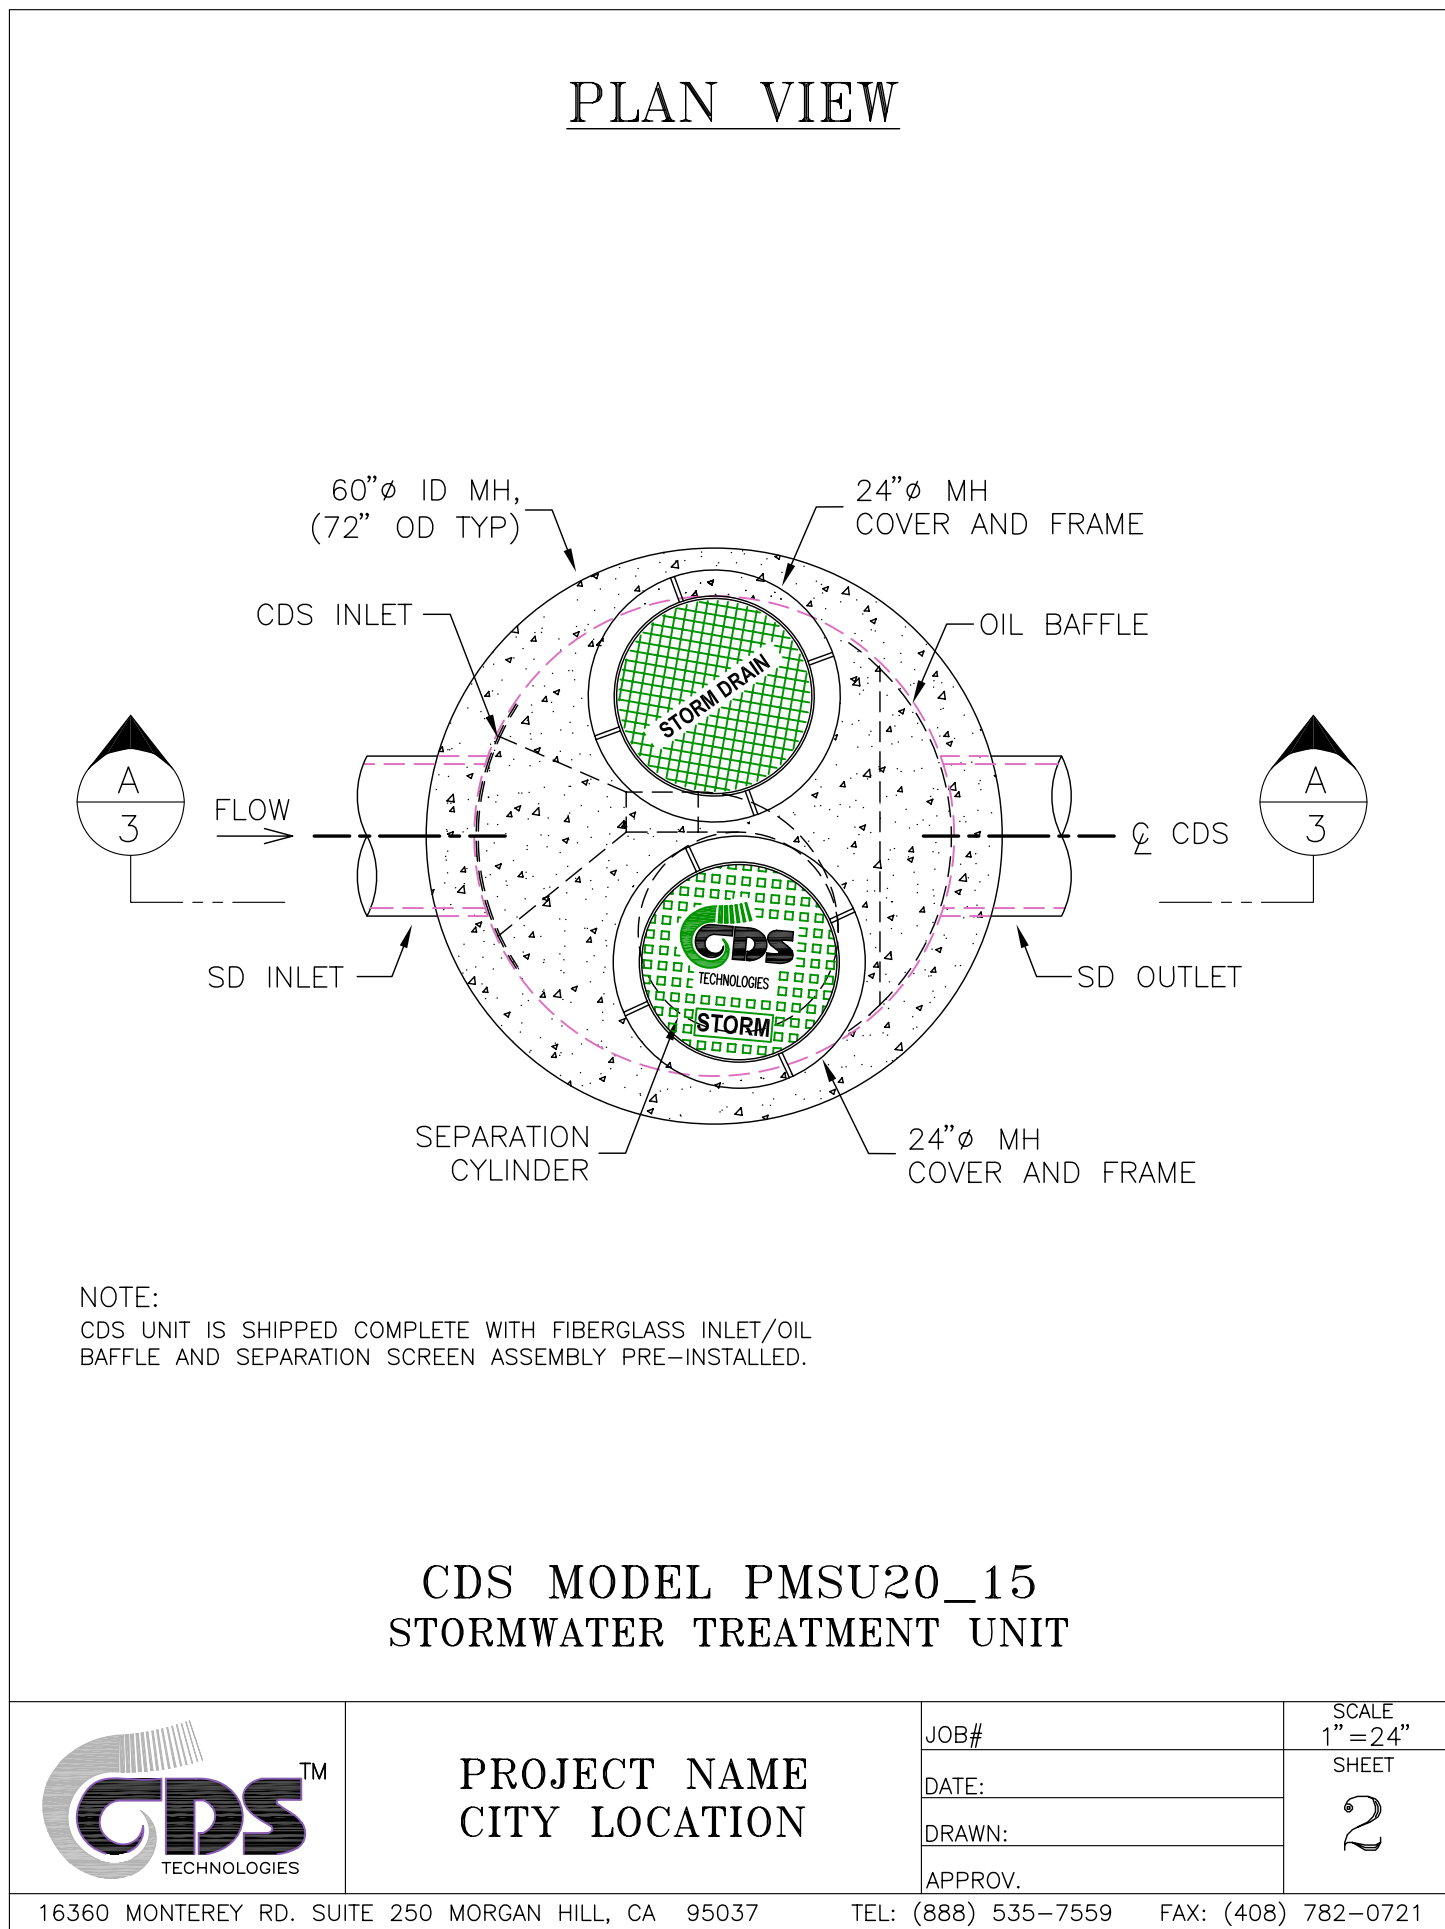 PLAN VIEW
60"ø ID MH,
(72" OD TYP)
24"ø MH
COVER AND FRAME
CDS INLET
OIL BAFFLE
STORM DRAIN
A
3
FLOW
A
3
℄ CDS
SD INLET
SD OUTLET
CDS
TECHNOLOGIES
STORM
SEPARATION
CYLINDER
24"ø MH
COVER AND FRAME
NOTE:
CDS UNIT IS SHIPPED COMPLETE WITH FIBERGLASS INLET/OIL
BAFFLE AND SEPARATION SCREEN ASSEMBLY PRE-INSTALLED.
CDS MODEL PMSU20_15
STORMWATER TREATMENT UNIT
CDS TM
TECHNOLOGIES
PROJECT NAME
CITY LOCATION
JOB#
DATE:
DRAWN:
APPROV.
SCALE
1"=24"
SHEET
2
16360 MONTEREY RD. SUITE 250 MORGAN HILL, CA 95037 TEL: (888) 535-7559 FAX: (408) 782-0721